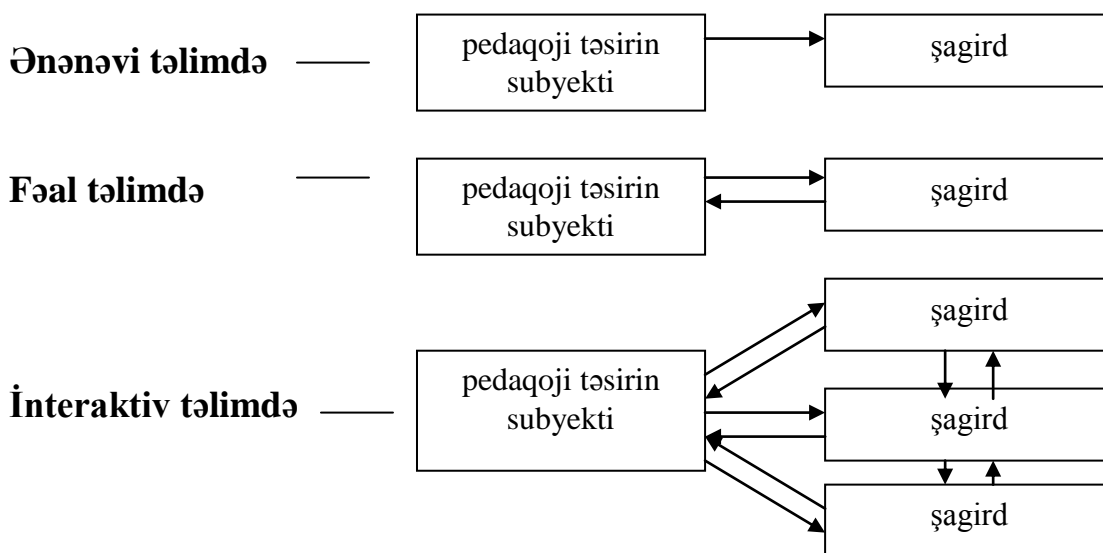 Ənənəvi təlimdə
pedaqoji təsirin
subyekti
şagird
Fəal təlimdə
pedaqoji təsirin
subyekti
şagird
İnteraktiv təlimdə
pedaqoji təsirin
subyekti
şagird
şagird
şagird